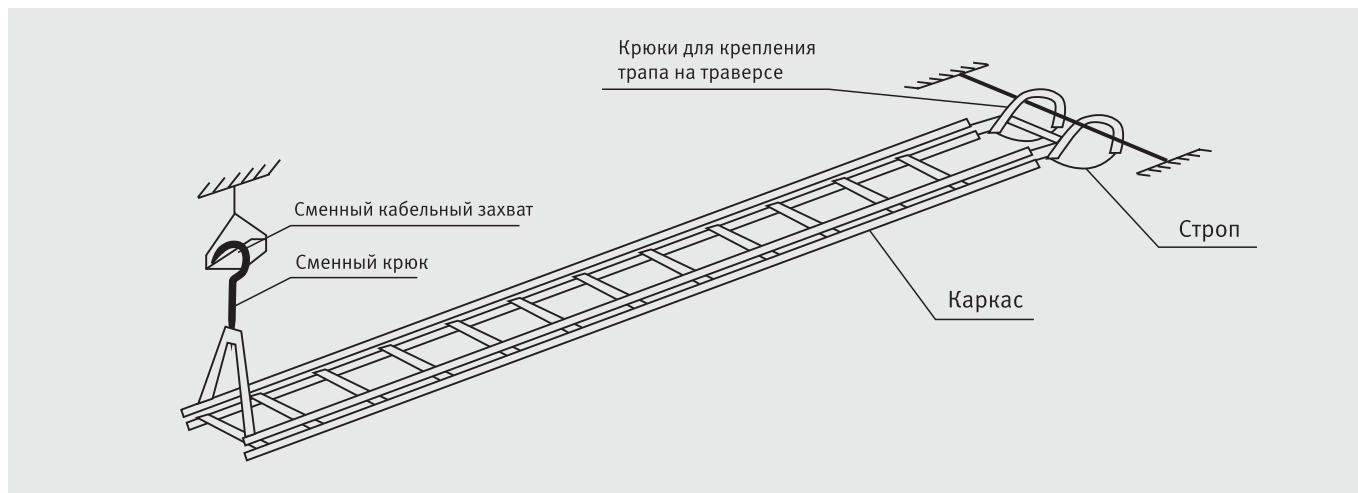 Крюки для крепления
трапа на траверсе
Сменный кабельный захват
Сменный крюк
Строп
Каркас